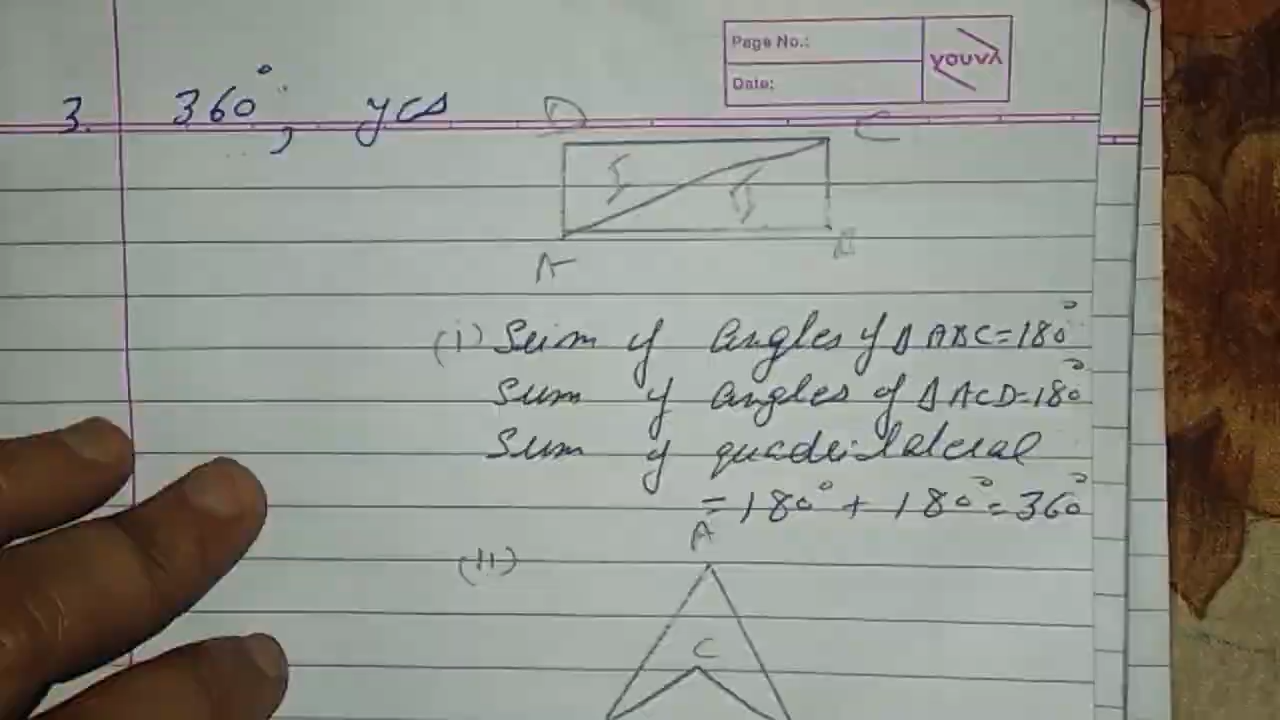 Page No.:
youva
Date:
3. 360°, yes
D C
I II
A B
(i) Sum of angles of Δ ABC = 180°
Sum of angles of Δ ACD = 180°
Sum of quadrilateral
= 180° + 180° = 360°
A
(ii)
C